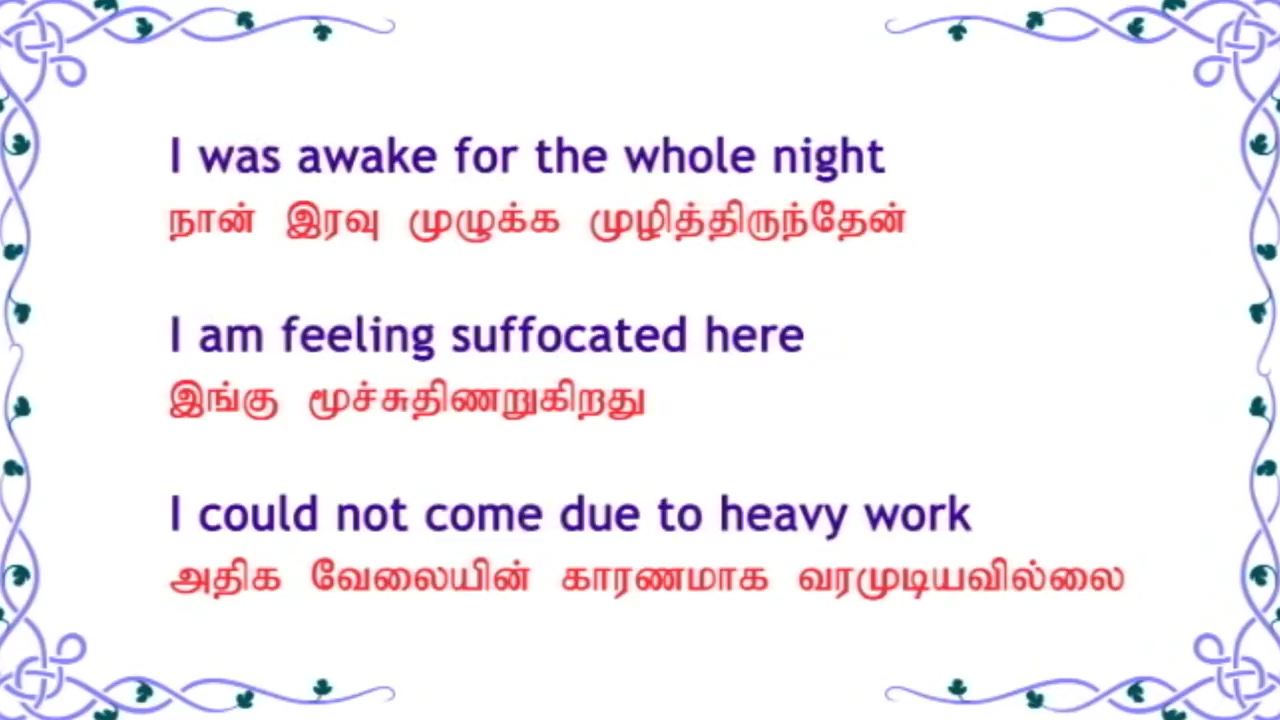 I was awake for the whole night
நான் இரவு முழுக்க முழித்திருந்தேன்
I am feeling suffocated here
இங்கு மூச்சுதிணறுகிறது
I could not come due to heavy work
அதிக வேலையின் காரணமாக வரமுடியவில்லை